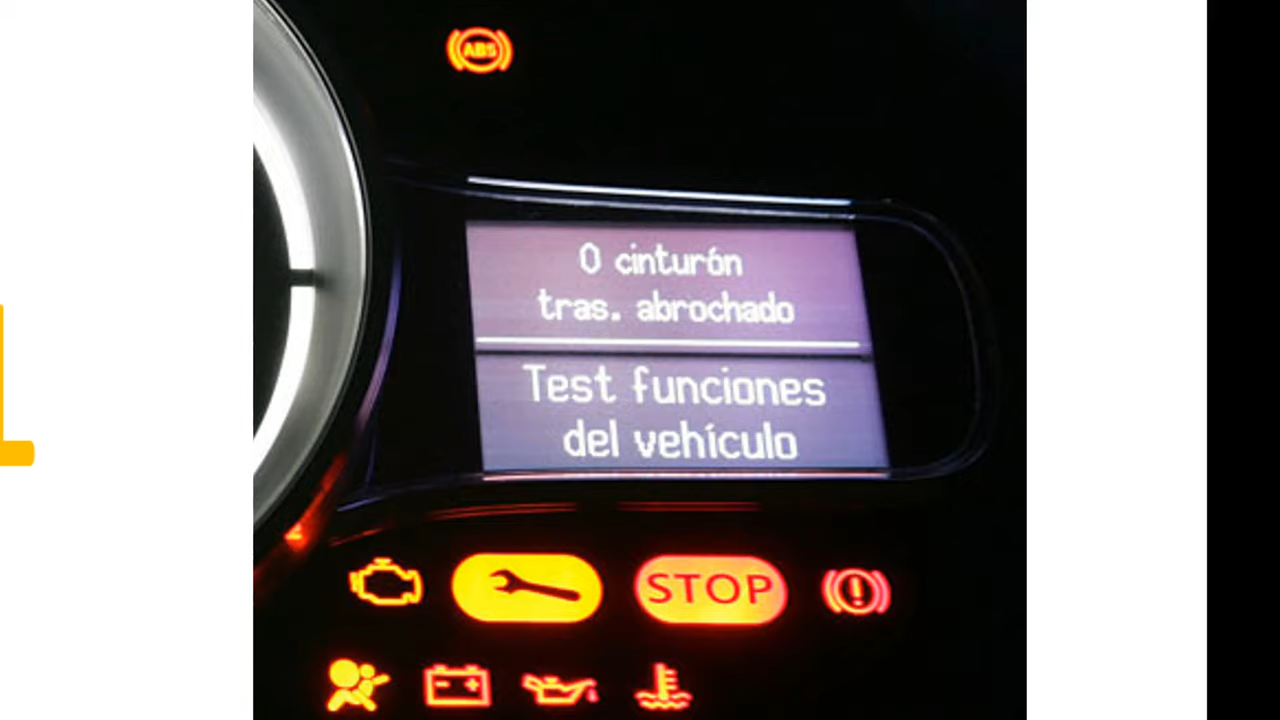 ABS
0 cinturón
tras. abrochado
Test funciones
del vehículo
STOP